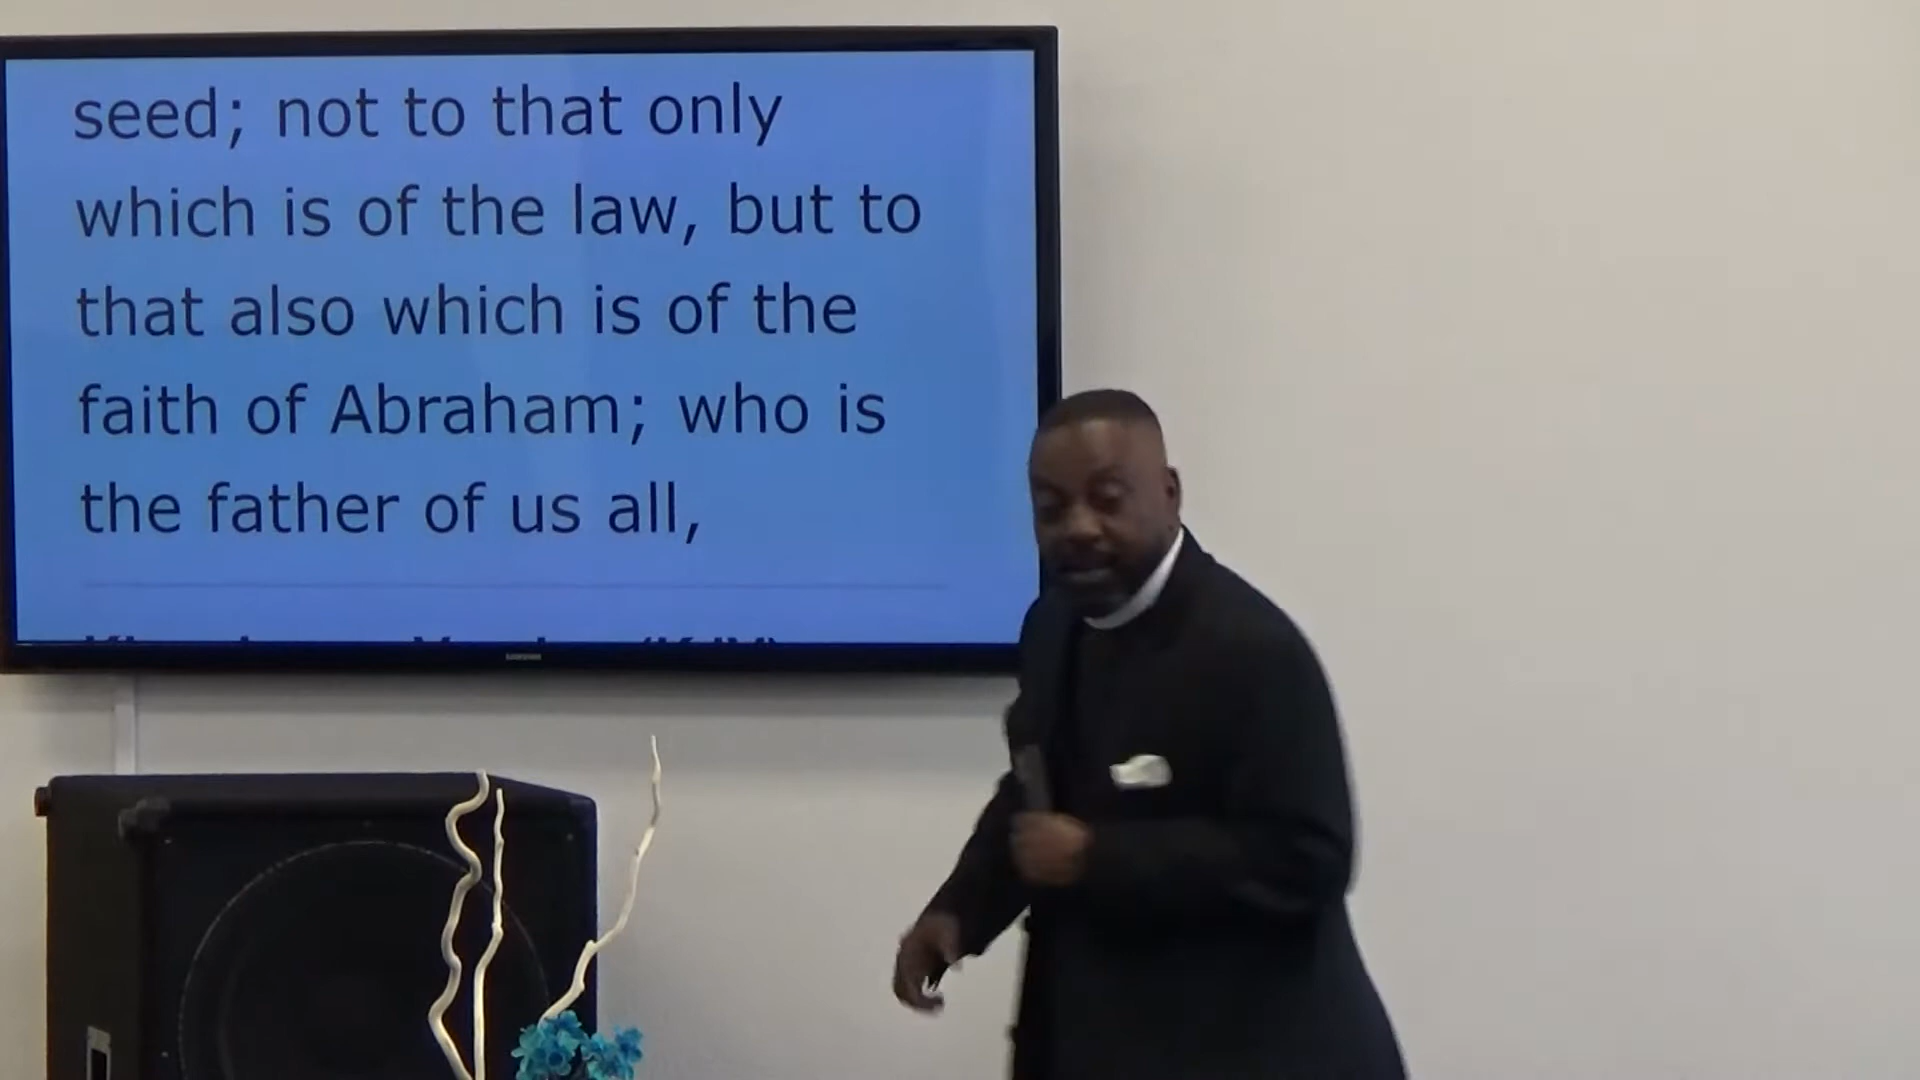 seed; not to that only
which is of the law, but to
that also which is of the
faith of Abraham; who is
the father of us all,
SAMSUNG